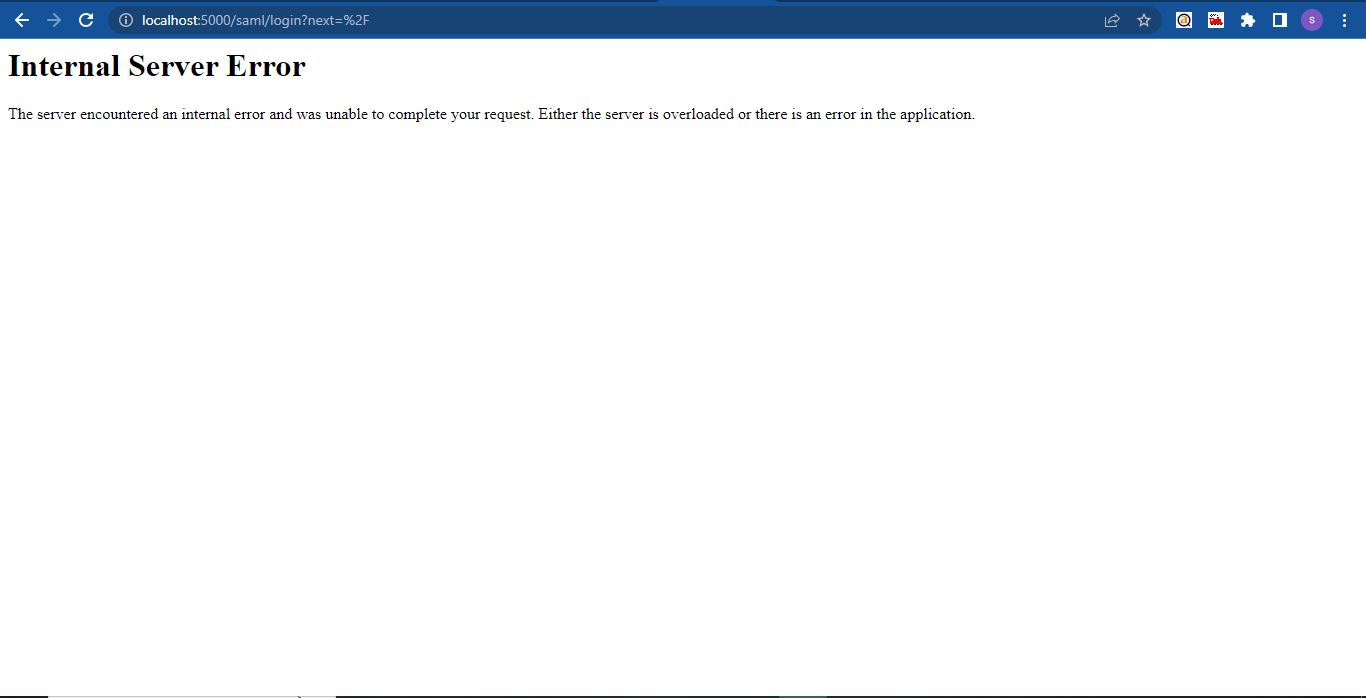 localhost:5000/saml/login?next=%2F
S
Internal Server Error
The server encountered an internal error and was unable to complete your request. Either the server is overloaded or there is an error in the application.